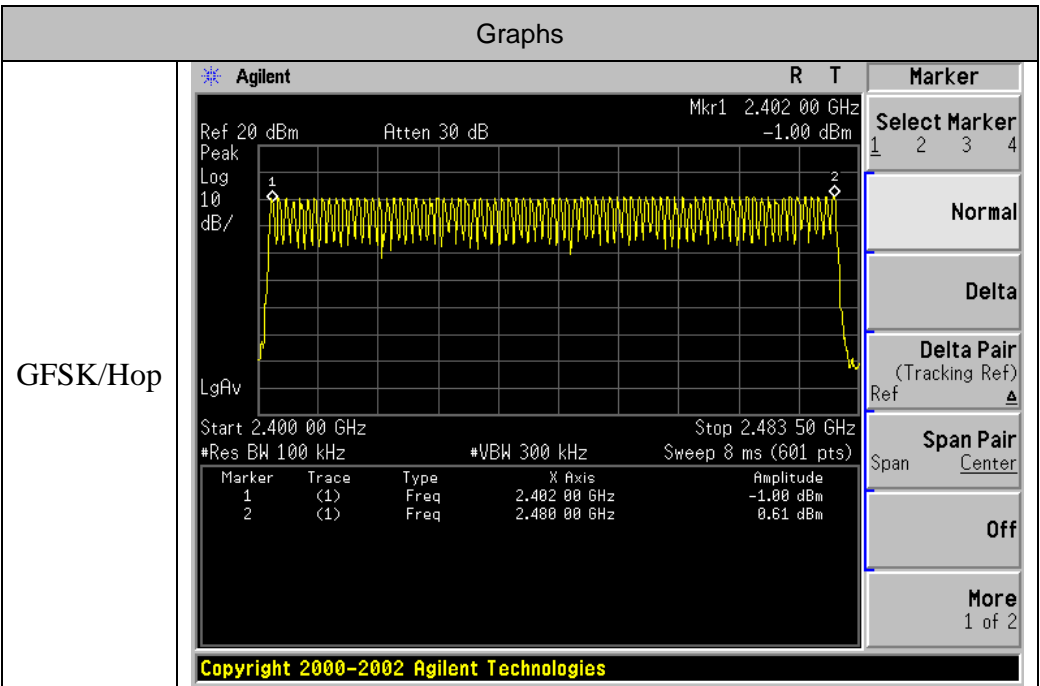 Graphs
GFSK/Hop
Agilent R T
Mkr1 2.402 00 GHz
Ref 20 dBm Atten 30 dB -1.00 dBm
Peak
Log
10
dB/
1
2
LgAv
Start 2.400 00 GHz Stop 2.483 50 GHz
#Res BW 100 kHz #VBW 300 kHz Sweep 8 ms (601 pts)
Marker Trace Type X Axis Amplitude
1 (1) Freq 2.402 00 GHz -1.00 dBm
2 (1) Freq 2.480 00 GHz 0.61 dBm
Copyright 2000-2002 Agilent Technologies
Marker
Select Marker
1 2 3 4
Normal
Delta
Delta Pair
(Tracking Ref)
Ref Δ
Span Pair
Span Center
Off
More
1 of 2